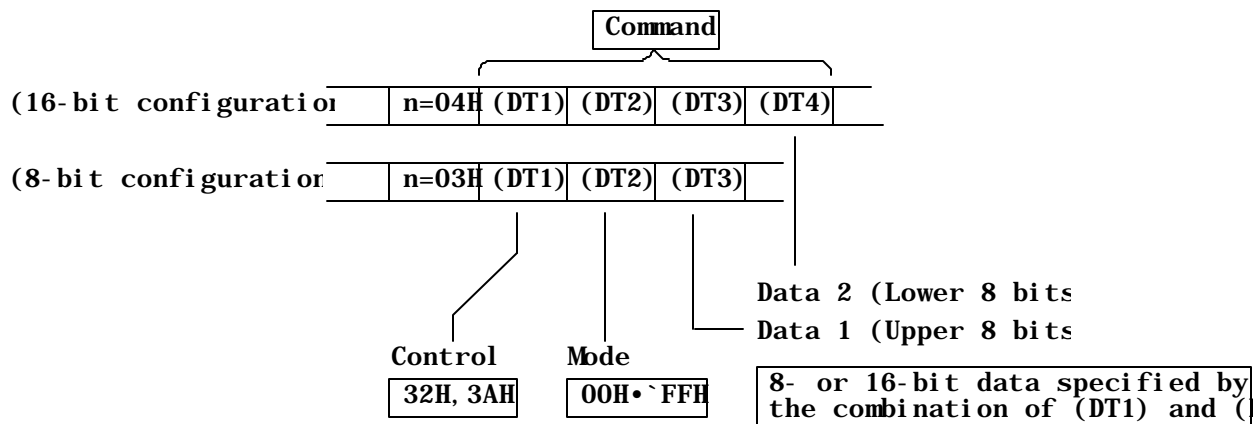 Command
(16-bit configuration
n=04H (DT1) (DT2) (DT3) (DT4)
(8-bit configuration
n=03H (DT1) (DT2) (DT3)
Data 2 (Lower 8 bits
Data 1 (Upper 8 bits
Control Mode
32H, 3AH 00H•`FFH
8- or 16-bit data specified by
the combination of (DT1) and (